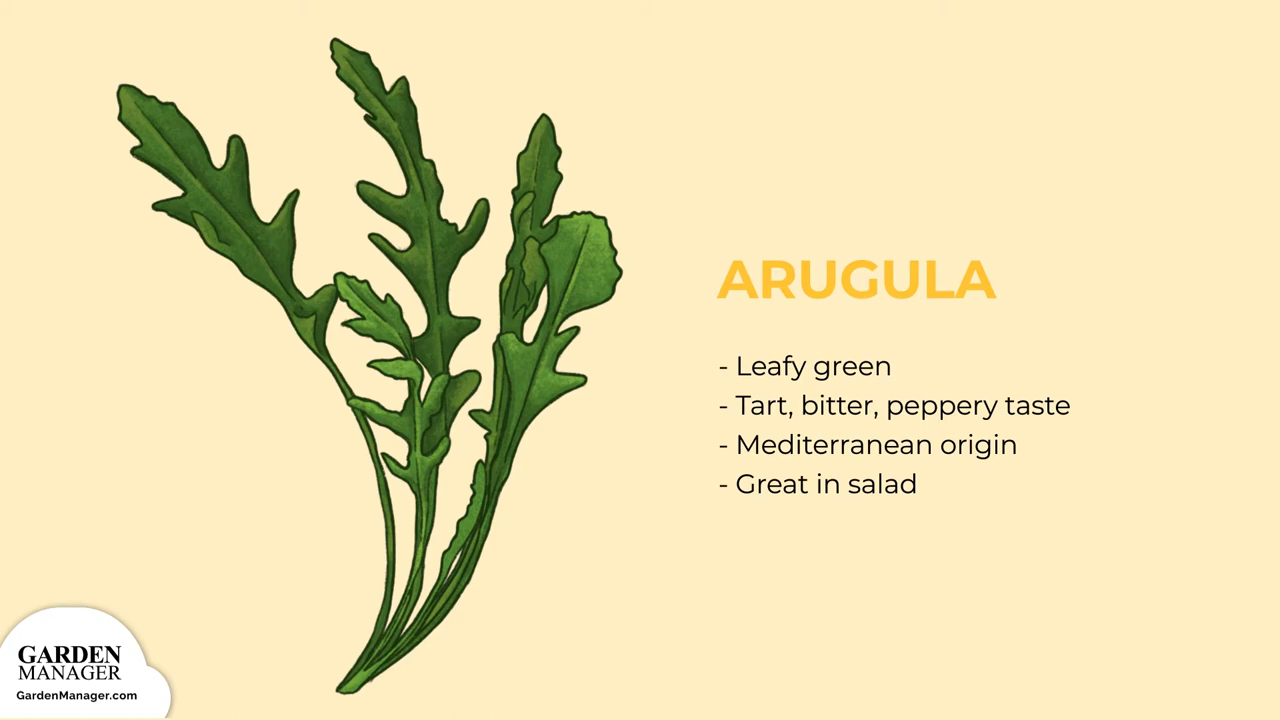 ARUGULA
- Leafy green
- Tart, bitter, peppery taste
- Mediterranean origin
- Great in salad
GARDEN
MANAGER
GardenManager.com